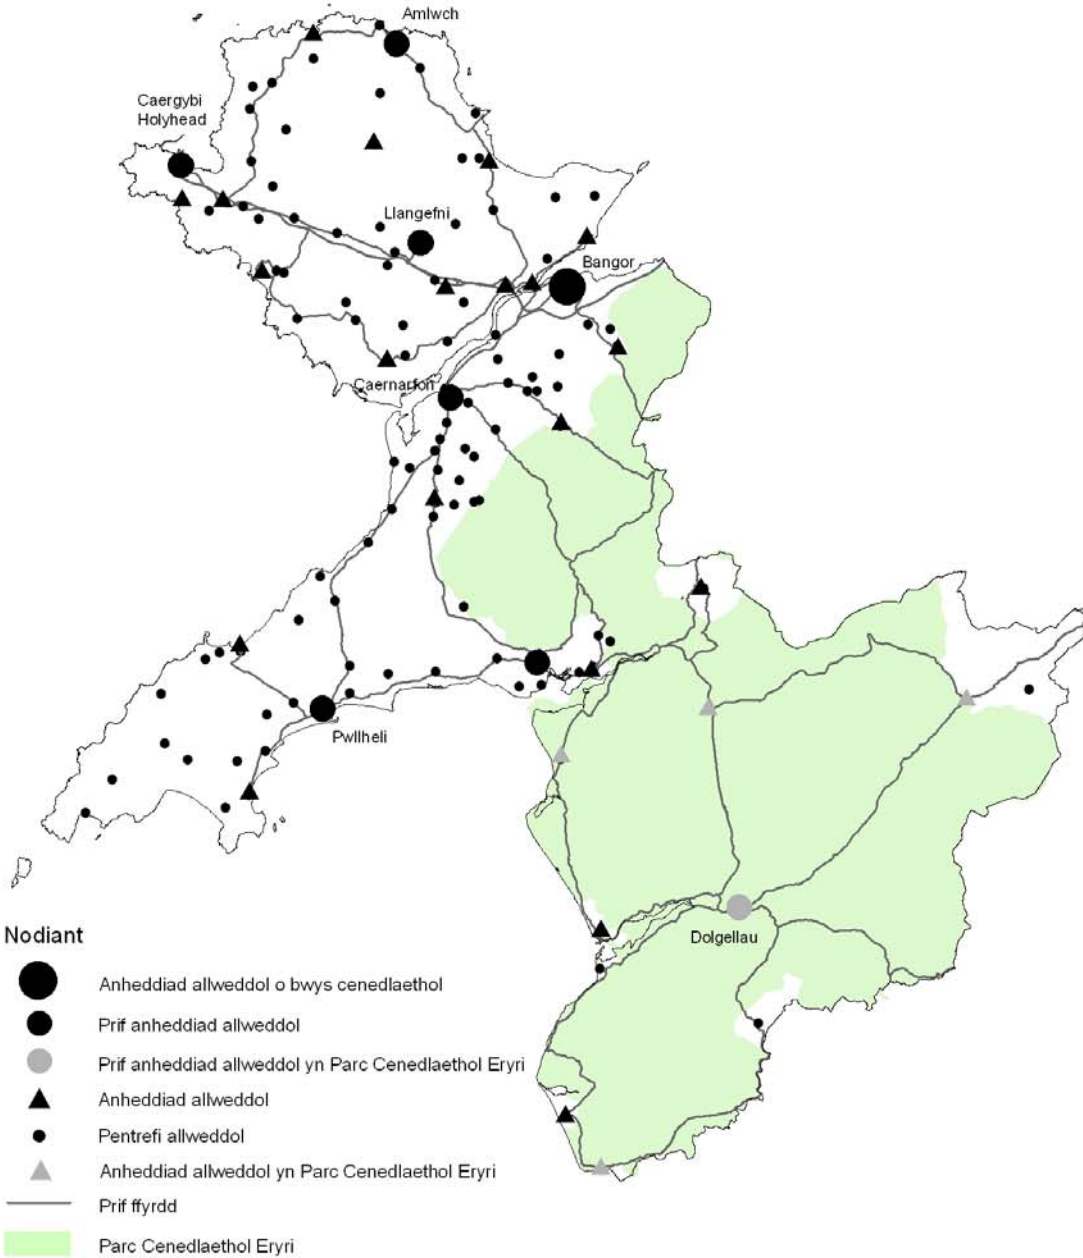 Amlwch
Caergybi
Holyhead
Llangefni
Bangor
Caernarfon
Pwllheli
Dolgellau
Nodiant
Anheddiad allweddol o bwys cenedlaethol
Prif anheddiad allweddol
Prif anheddiad allweddol yn Parc Cenedlaethol Eryri
Anheddiad allweddol
Pentrefi allweddol
Anheddiad allweddol yn Parc Cenedlaethol Eryri
Prif ffyrdd
Parc Cenedlaethol Eryri